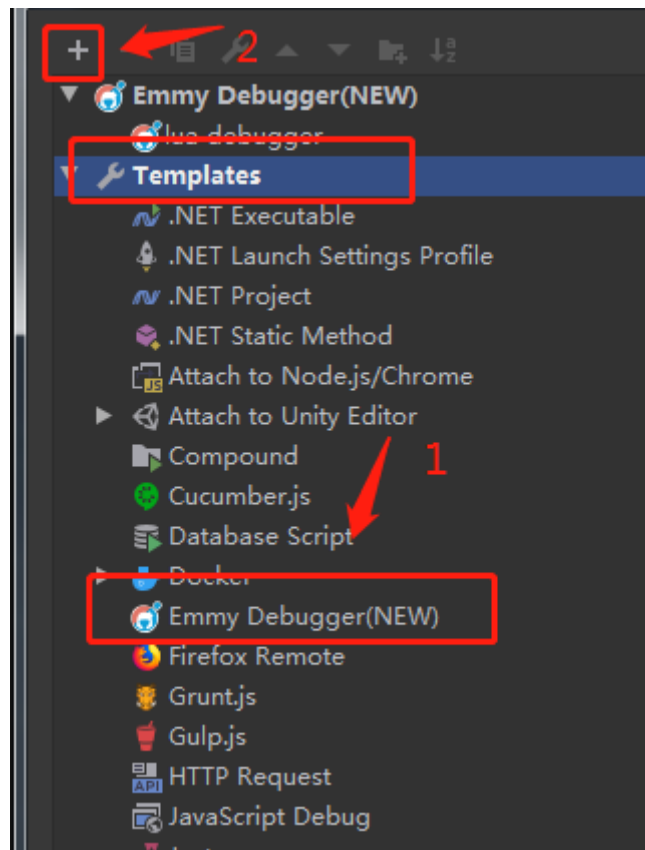 2
Emmy Debugger(NEW)
lua-debugger
Templates
.NET Executable
.NET Launch Settings Profile
.NET Project
.NET Static Method
Attach to Node.js/Chrome
Attach to Unity Editor
Compound
1
Cucumber.js
Database Script
Docker
Emmy Debugger(NEW)
Firefox Remote
Grunt.js
Gulp.js
HTTP Request
JavaScript Debug